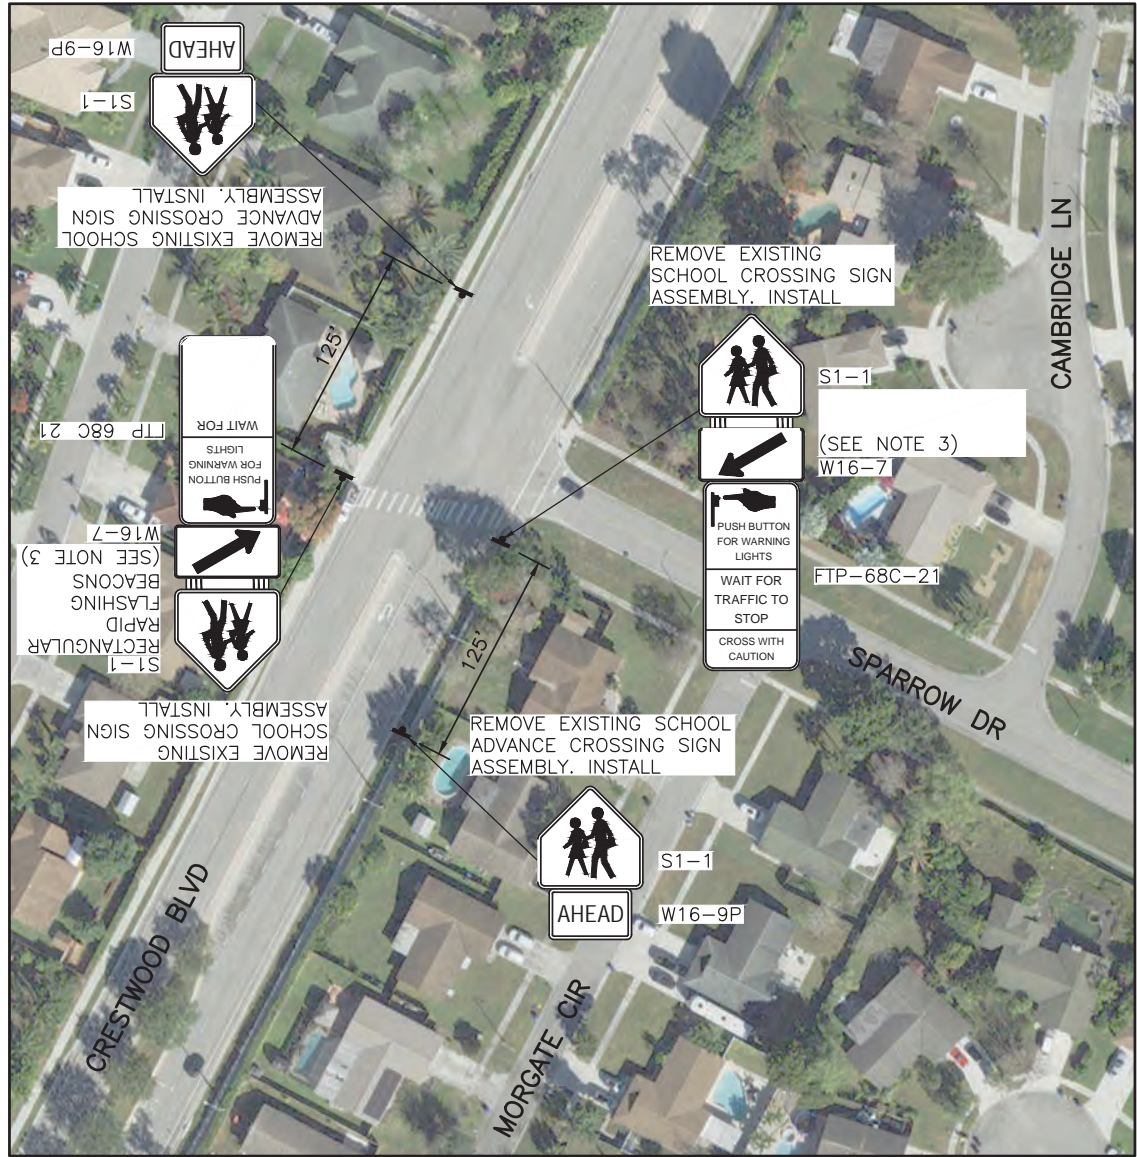 AHEAD
W16-9P
S1-1
REMOVE EXISTING SCHOOL
ADVANCE CROSSING SIGN
ASSEMBLY. INSTALL
125'
REMOVE EXISTING
SCHOOL CROSSING SIGN
ASSEMBLY. INSTALL
S1-1
(SEE NOTE 3)
W16-7
PUSH BUTTON
FOR WARNING
LIGHTS
WAIT FOR
TRAFFIC TO
STOP
CROSS WITH
CAUTION
FTP-68C-21
CAMBRIDGE LN
SPARROW DR
WAIT FOR
PUSH BUTTON
FOR WARNING
LIGHTS
FTP 68C 21
REMOVE EXISTING
SCHOOL CROSSING SIGN
ASSEMBLY. INSTALL
S1-1
RECTANGULAR
RAPID
FLASHING
BEACONS
(SEE NOTE 3)
W16-7
125'
REMOVE EXISTING SCHOOL
ADVANCE CROSSING SIGN
ASSEMBLY. INSTALL
S1-1
AHEAD
W16-9P
CRESTWOOD BLVD
MORGATE CIR